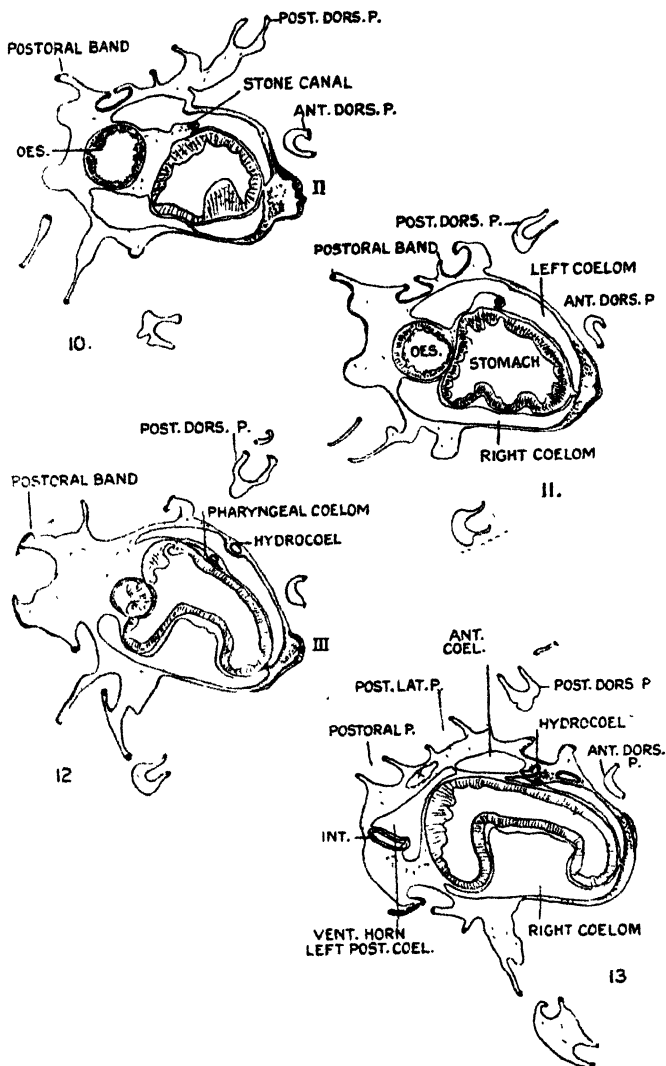 POST. DORS. P.
POSTORAL BAND
STONE CANAL
ANT. DORS. P.
OES.
II
10.
POST. DORS. P.
POSTORAL BAND
LEFT COELOM
ANT. DORS. P
OES.
STOMACH
RIGHT COELOM
11.
POST. DORS. P.
POSTORAL BAND
PHARYNGEAL COELOM
HYDROCOEL
III
12
ANT.
COEL.
POST. LAT. P.
POST. DORS P
POSTORAL P.
HYDROCOEL
ANT. DORS.
P.
INT.
VENT. HORN
LEFT POST. COEL.
RIGHT COELOM
13